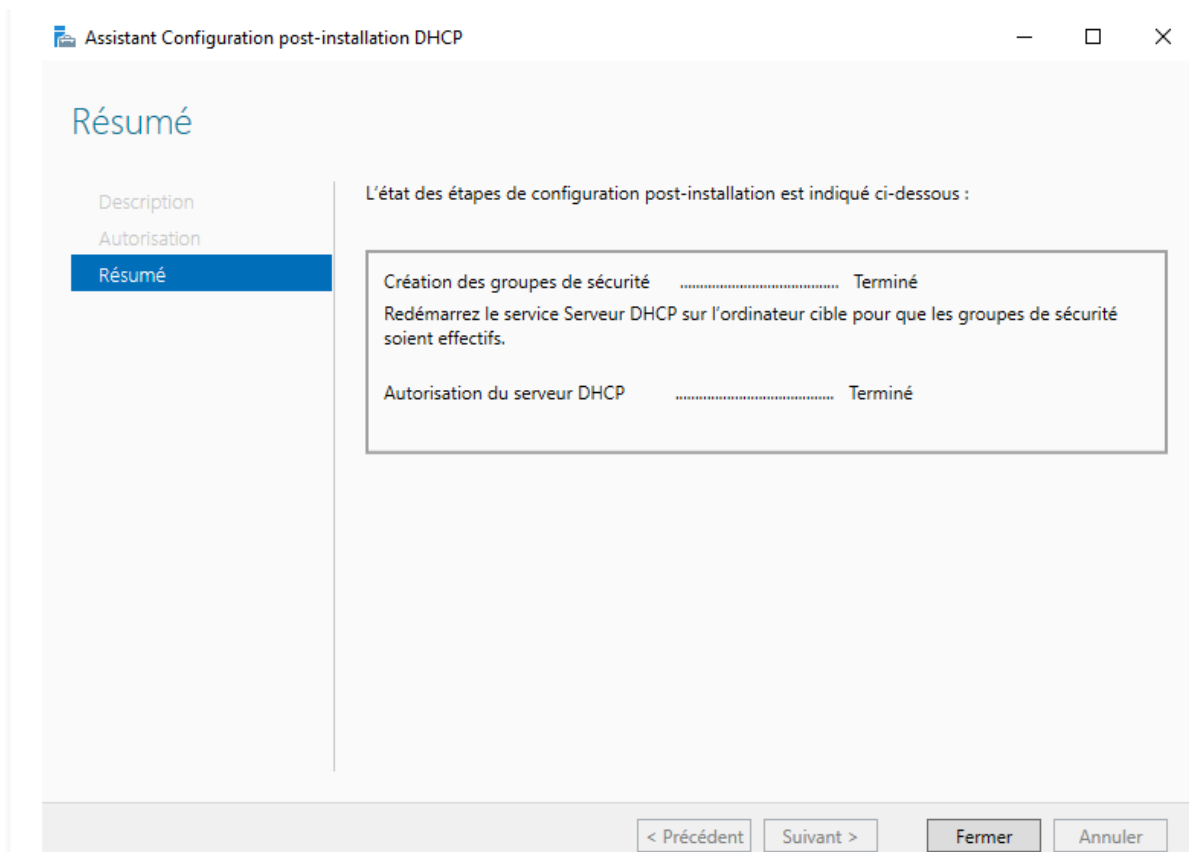 Assistant Configuration post-installation DHCP
Résumé
Description
Autorisation
Résumé
L'état des étapes de configuration post-installation est indiqué ci-dessous :
Création des groupes de sécurité ........................................ Terminé
Redémarrez le service Serveur DHCP sur l'ordinateur cible pour que les groupes de sécurité
soient effectifs.
Autorisation du serveur DHCP ........................................ Terminé
< Précédent
Suivant >
Fermer
Annuler